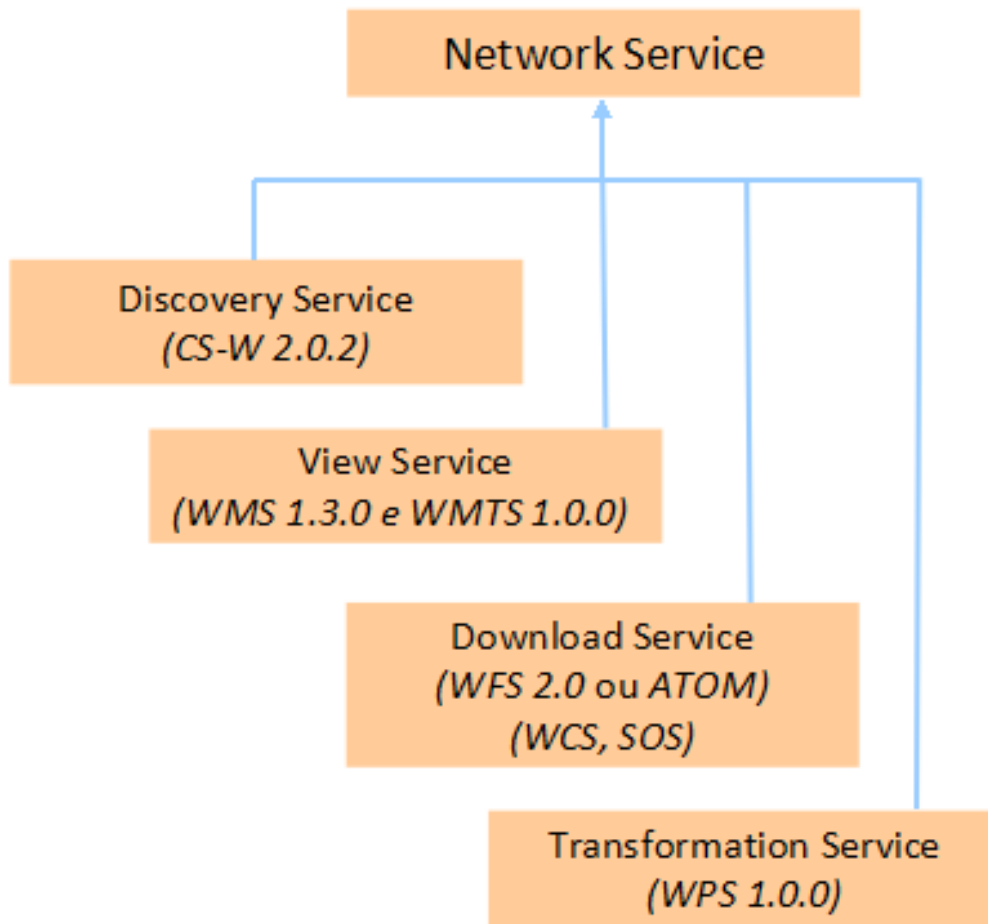 Network Service
Discovery Service
(CS-W 2.0.2)
View Service
(WMS 1.3.0 e WMTS 1.0.0)
Download Service
(WFS 2.0 ou ATOM)
(WCS, SOS)
Transformation Service
(WPS 1.0.0)